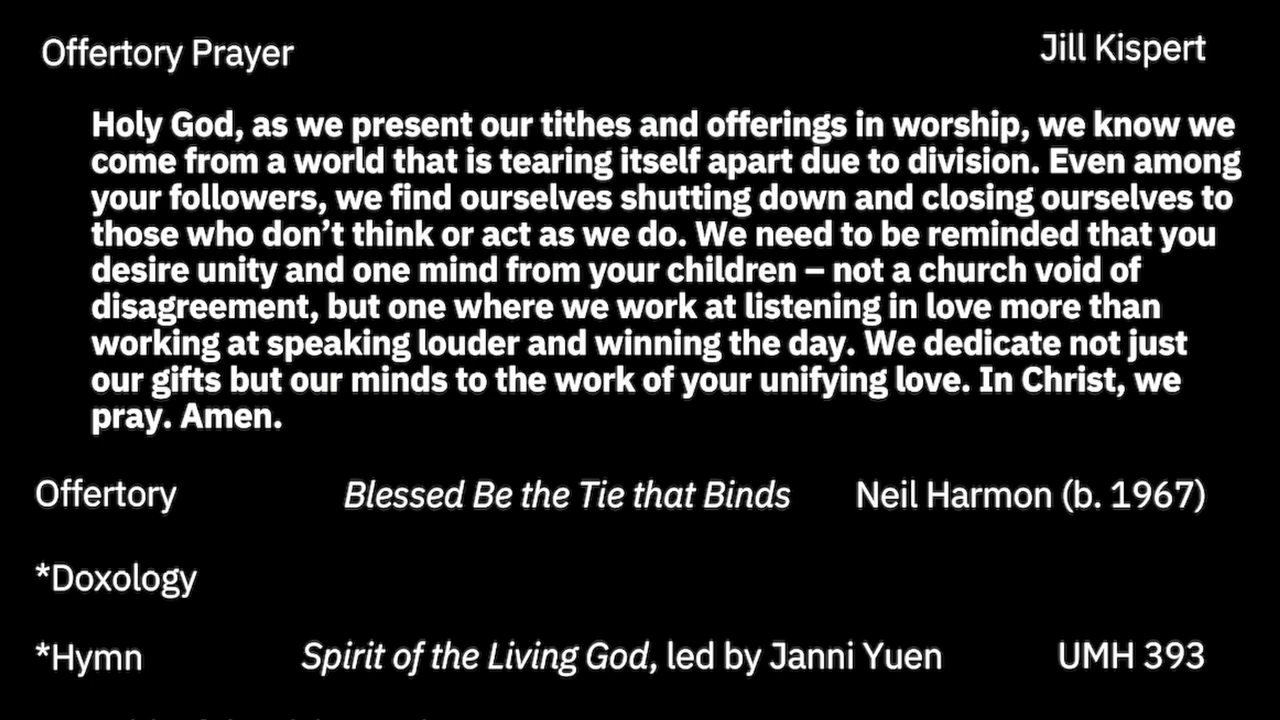 Offertory Prayer Jill Kispert
Holy God, as we present our tithes and offerings in worship, we know we
come from a world that is tearing itself apart due to division. Even among
your followers, we find ourselves shutting down and closing ourselves to
those who don’t think or act as we do. We need to be reminded that you
desire unity and one mind from your children – not a church void of
disagreement, but one where we work at listening in love more than
working at speaking louder and winning the day. We dedicate not just
our gifts but our minds to the work of your unifying love. In Christ, we
pray. Amen.
Offertory Blessed Be the Tie that Binds Neil Harmon (b. 1967)
*Doxology
*Hymn Spirit of the Living God, led by Janni Yuen UMH 393